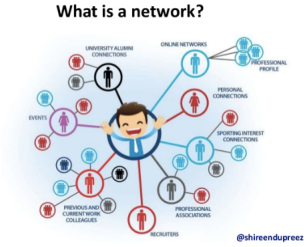 What is a network?
UNIVERSITY ALUMNI
CONNECTIONS
ONLINE NETWORKS
PROFESSIONAL
PROFILE
PERSONAL
CONNECTIONS
EVENTS
SPORTING INTEREST
CONNECTIONS
PREVIOUS AND
CURRENT WORK
COLLEAGUES
PROFESSIONAL
ASSOCIATIONS
RECRUITERS
@shireendupreez